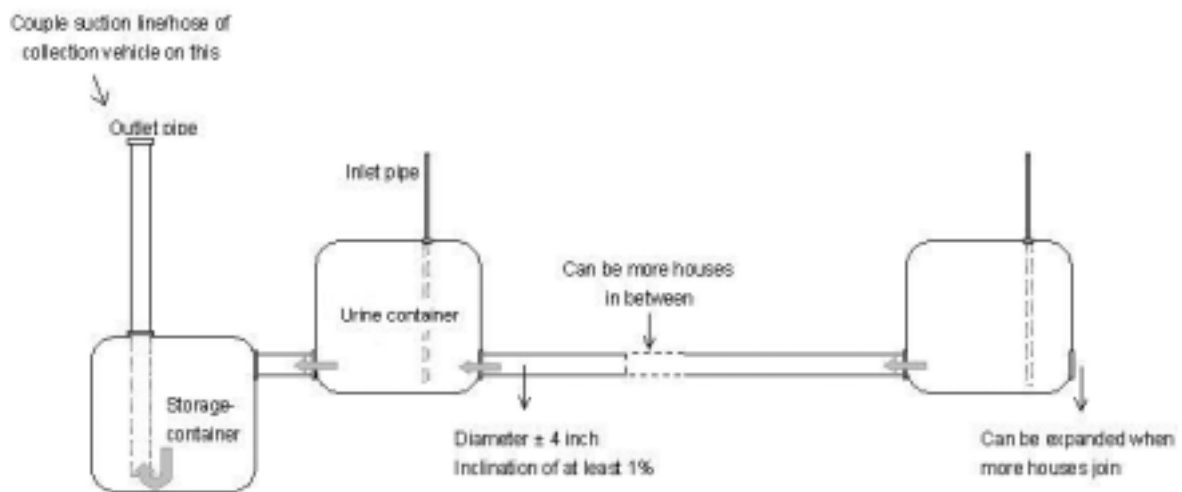 Couple suction line/hose of
collection vehicle on this
Outlet pipe
Inlet pipe
Can be more houses
in between
Urine container
Storage-
container
Diameter ± 4 inch
Inclination of at least 1%
Can be expanded when
more houses join